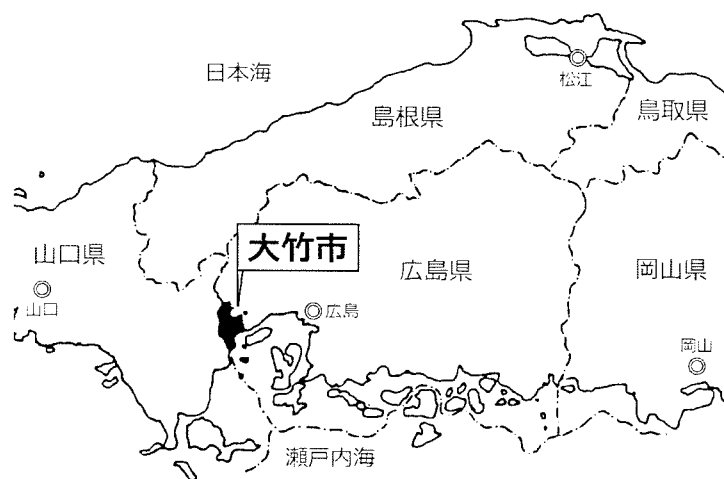 日本海
松江
島根県
鳥取県
大竹市
山口県
広島県
岡山県
山口
広島
岡山
瀬戸内海